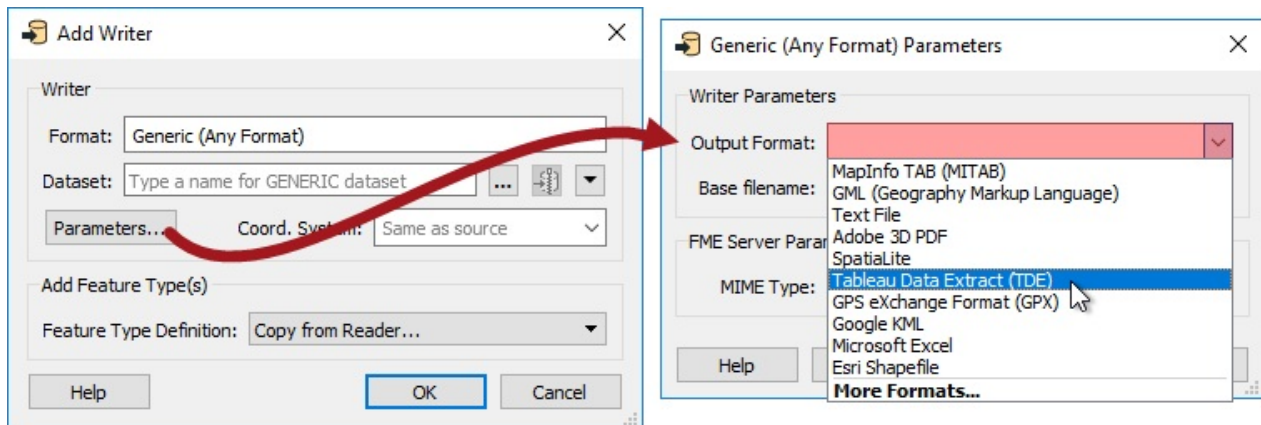 Add Writer
Writer
Format: Generic (Any Format)
Dataset: Type a name for GENERIC dataset ...
Parameters... Coord. System: Same as source
Add Feature Type(s)
Feature Type Definition: Copy from Reader...
Help OK Cancel
Generic (Any Format) Parameters
Writer Parameters
Output Format:
MapInfo TAB (MITAB)
Base filename:
GML (Geography Markup Language)
Text File
Adobe 3D PDF
FME Server Para
SpatiaLite
Tableau Data Extract (TDE)
MIME Type:
GPS eXchange Format (GPX)
Google KML
Microsoft Excel
Help
Esri Shapefile
More Formats...